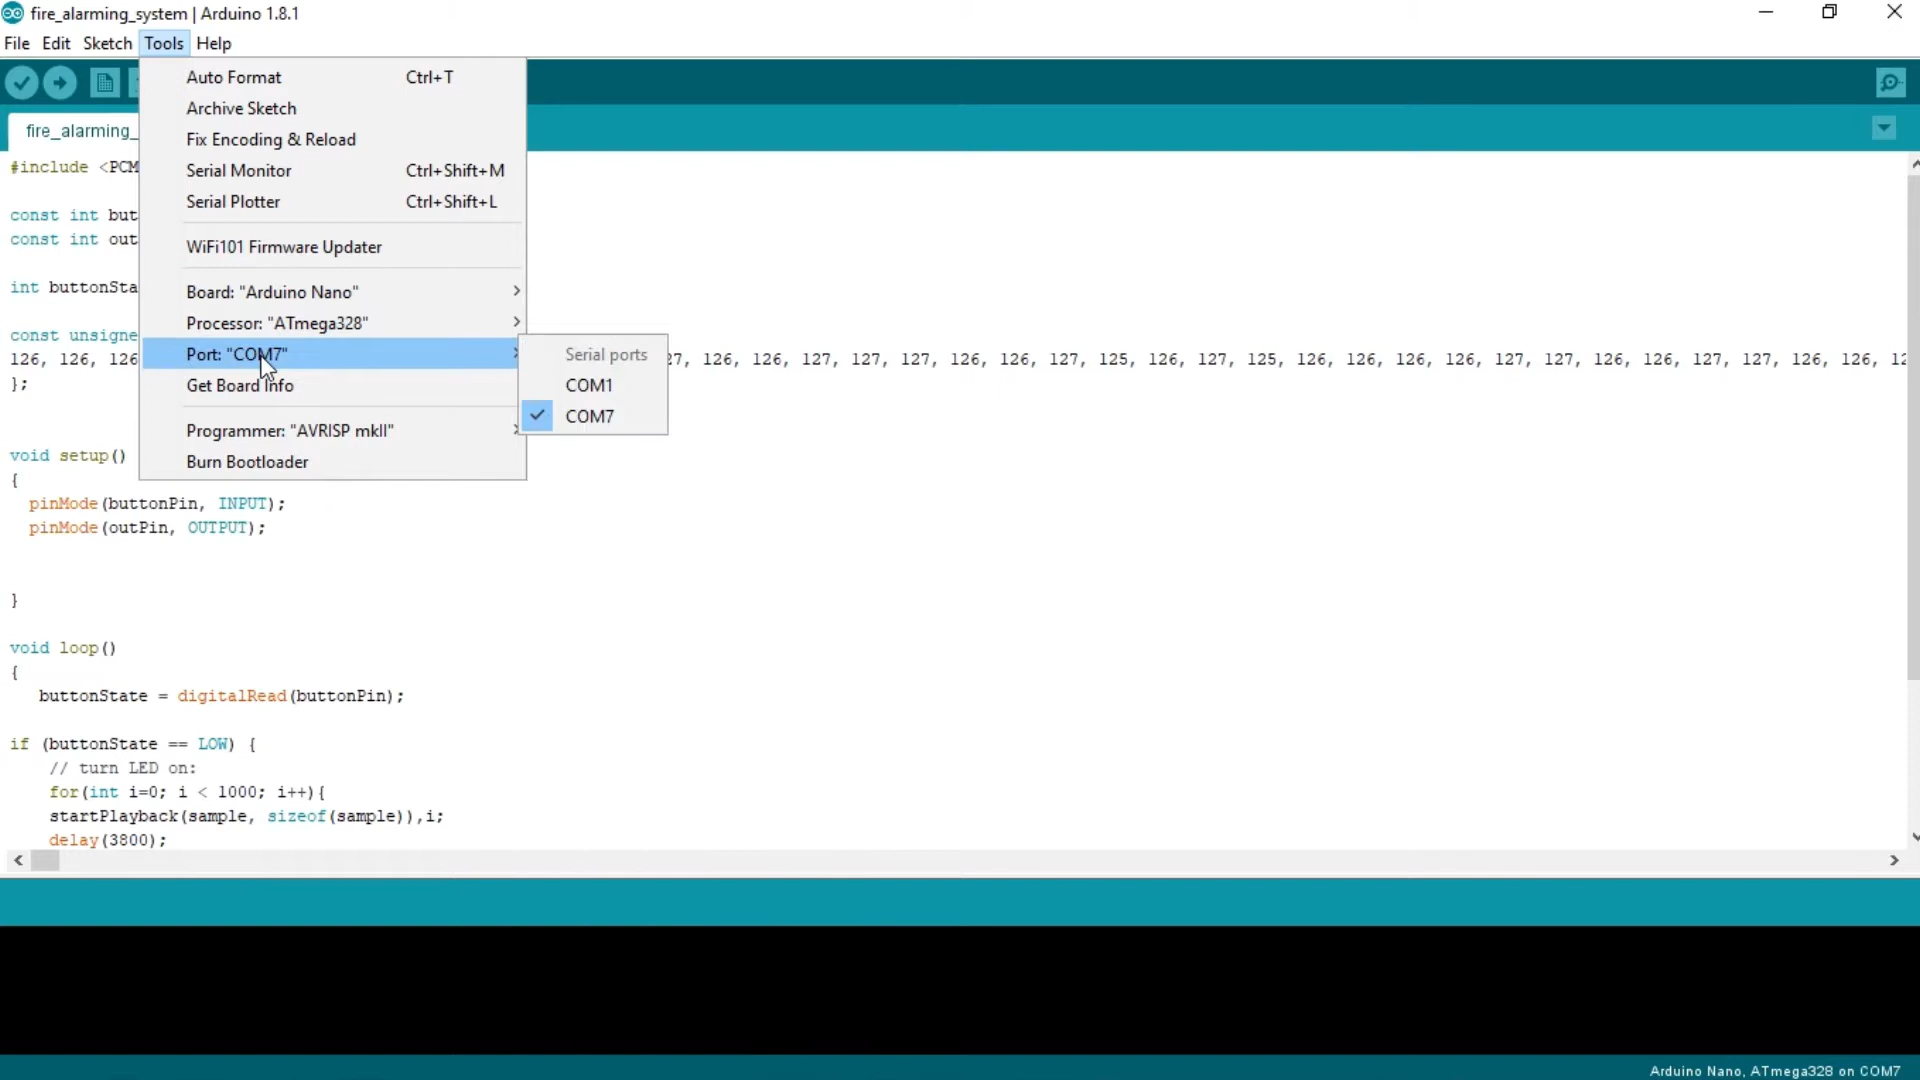 fire_alarming_system | Arduino 1.8.1
File Edit Sketch Tools Help
Auto Format Ctrl+T
Archive Sketch
Fix Encoding & Reload
Serial Monitor Ctrl+Shift+M
Serial Plotter Ctrl+Shift+L
WiFi101 Firmware Updater
Board: "Arduino Nano"
Processor: "ATmega328"
Port: "COM7"
Get Board Info
Programmer: "AVRISP mkII"
Burn Bootloader
Serial ports
COM1
COM7
fire_alarming_
#include <PCM
const int but
const int out
int buttonSta
const unsigne
126, 126, 126 27, 126, 126, 127, 127, 126, 126, 127, 125, 126, 127, 125, 126, 126, 126, 127, 127, 126, 127, 127, 126, 126, 12
};
void setup()
{
pinMode(buttonPin, INPUT);
pinMode(outPin, OUTPUT);
}
void loop()
{
buttonState = digitalRead(buttonPin);
if (buttonState == LOW) {
// turn LED on:
for(int i=0; i < 1000; i++){
startPlayback(sample, sizeof(sample)),i;
delay(3800);
Arduino Nano, ATmega328 on COM7